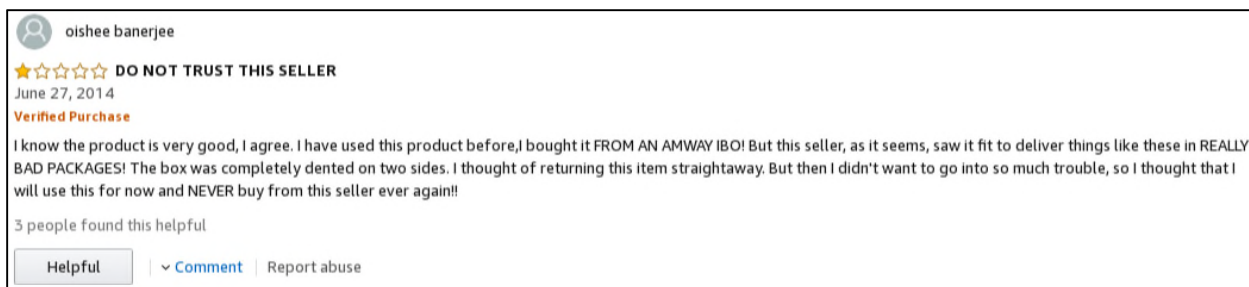 oishee banerjee
DO NOT TRUST THIS SELLER
June 27, 2014
Verified Purchase
I know the product is very good, I agree. I have used this product before,I bought it FROM AN AMWAY IBO! But this seller, as it seems, saw it fit to deliver things like these in REALLY
BAD PACKAGES! The box was completely dented on two sides. I thought of returning this item straightaway. But then I didn't want to go into so much trouble, so I thought that I
will use this for now and NEVER buy from this seller ever again!!
3 people found this helpful
Helpful Comment Report abuse